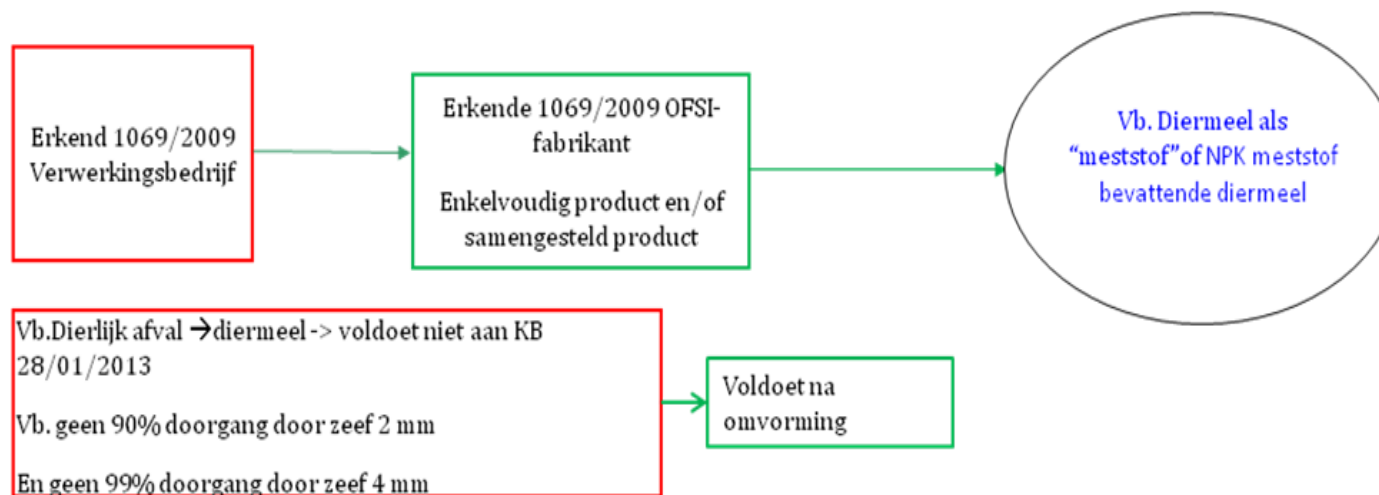 Erkend 1069/2009
Verwerkingsbedrijf
Erkende 1069/2009 OFSI-
fabrikant
Enkelvoudig product en/of
samengesteld product
Vb. Diermeel als
“meststof”of NPK meststof
bevattende diermeel
Vb.Dierlijk afval →diermeel -> voldoet niet aan KB
28/01/2013
Vb. geen 90% doorgang door zeef 2 mm
En geen 99% doorgang door zeef 4 mm
Voldoet na
omvorming